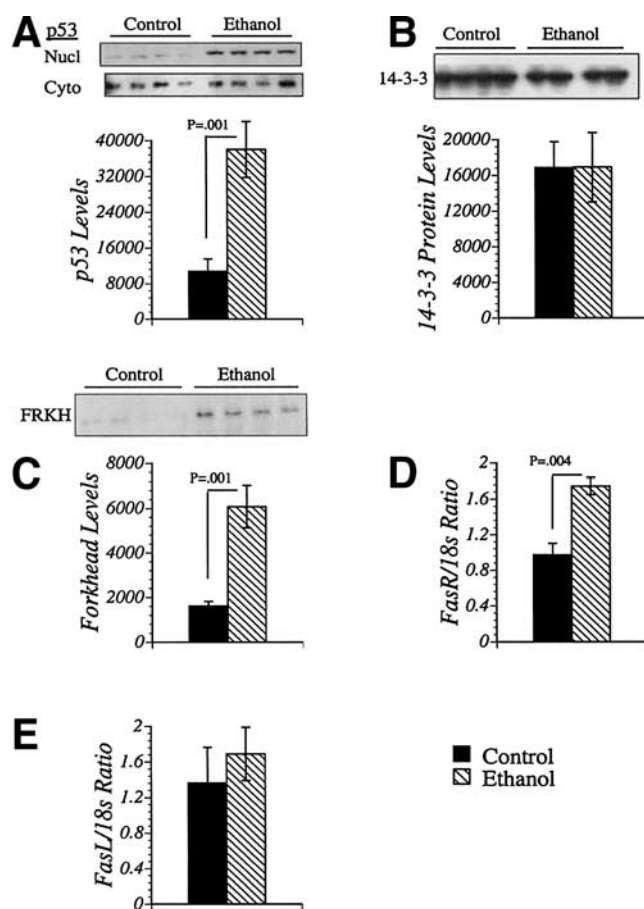 A
p53
Control Ethanol
Nucl
Cyto
P=.001
40000
32000
24000
16000
8000
0
p53 Levels
B
Control Ethanol
14-3-3
20000
16000
12000
8000
4000
0
14-3-3 Protein Levels
Control Ethanol
FRKH
C
P=.001
8000
6000
4000
2000
0
Forkhead Levels
D
P=.004
2
1.6
1.2
0.8
0.4
0
FasR/18s Ratio
E
2
1.6
1.2
0.8
0.4
0
FasL/18s Ratio
Control
Ethanol